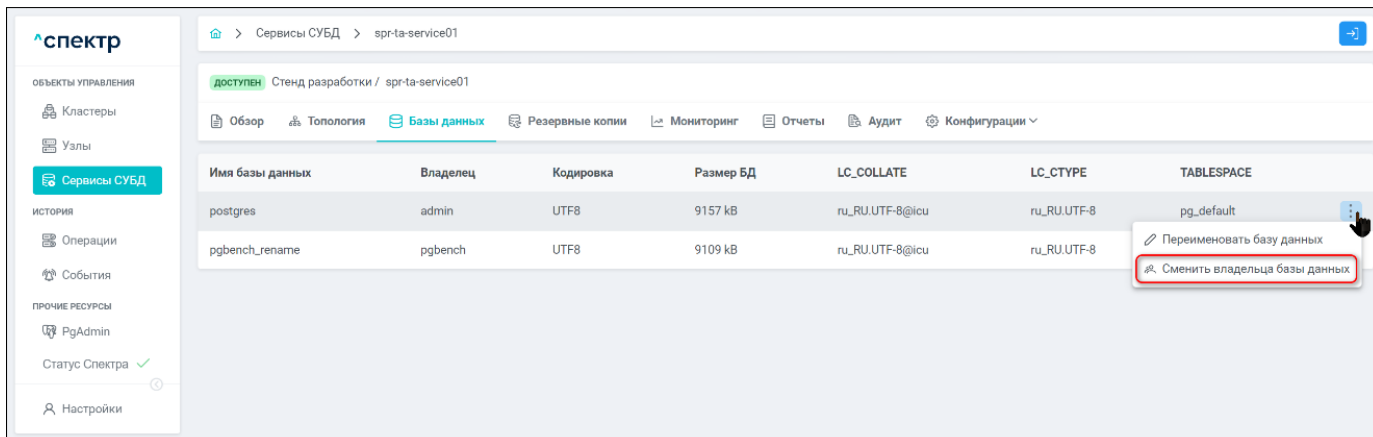 ^спектр
ОБЪЕКТЫ УПРАВЛЕНИЯ
Кластеры
Узлы
Сервисы СУБД
ИСТОРИЯ
Операции
События
ПРОЧИЕ РЕСУРСЫ
PgAdmin
Статус Спектра
Настройки
> Сервисы СУБД > spr-ta-service01
ДОСТУПЕН Стенд разработки / spr-ta-service01
Обзор Топология Базы данных Резервные копии Мониторинг Отчеты Аудит Конфигурации
Имя базы данных Владелец Кодировка Размер БД LC_COLLATE LC_CTYPE TABLESPACE
postgres admin UTF8 9157 kB ru_RU.UTF-8@icu ru_RU.UTF-8 pg_default
pgbench_rename pgbench UTF8 9109 kB ru_RU.UTF-8@icu ru_RU.UTF-8
Переименовать базу данных
Сменить владельца базы данных